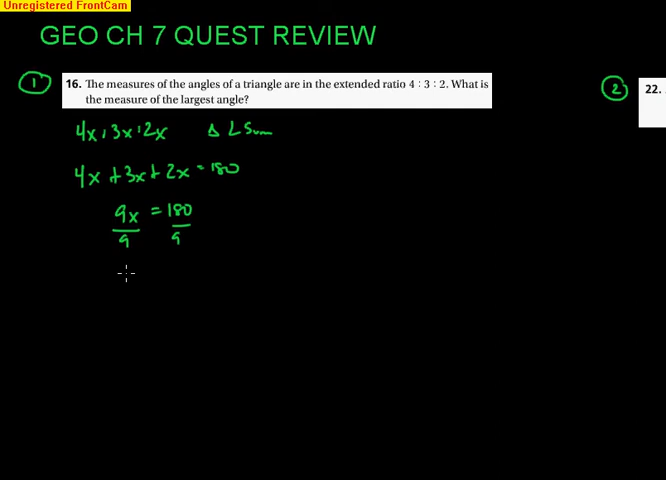 Unregistered FrontCam
GEO CH 7 QUEST REVIEW
1
16. The measures of the angles of a triangle are in the extended ratio 4 : 3 : 2. What is
the measure of the largest angle?
2
22.
4x : 3x : 2x Δ ∠ Sum
4x + 3x + 2x = 180
9x = 180
9 9